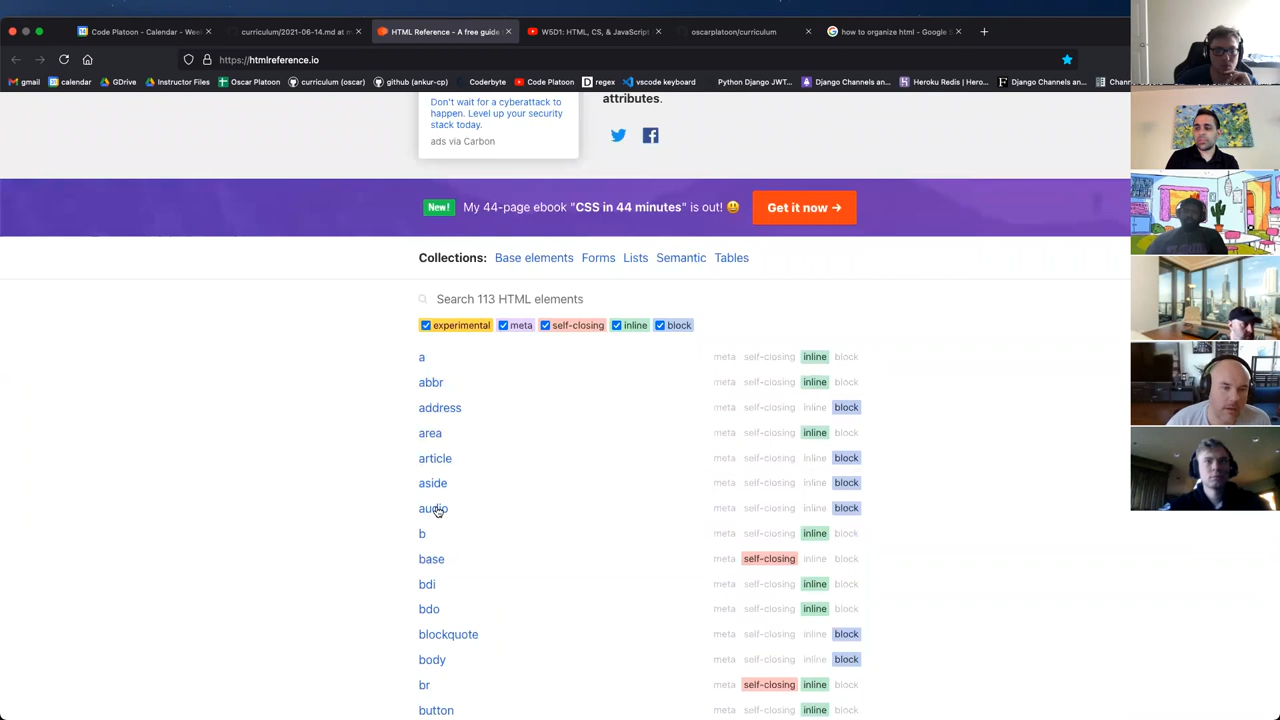 Code Platoon - Calendar - Wee
curriculum/2021-06-14.md at m
HTML Reference - A free guide
W5D1: HTML, CS, & JavaScript
oscarplatoon/curriculum
how to organize html - Google S
https://htmlreference.io
gmail
calendar
GDrive
Instructor Files
Oscar Platoon
curriculum (oscar)
github (ankur-cp)
Coderbyte
Code Platoon
regex
vscode keyboard
Python Django JWT...
Django Channels an...
Heroku Redis | Hero...
Django Channels an...
Chann
Don't wait for a cyberattack to
happen. Level up your security
stack today.
ads via Carbon
attributes.
New! My 44-page ebook "CSS in 44 minutes" is out! 😃 Get it now →
Collections: Base elements Forms Lists Semantic Tables
Search 113 HTML elements
experimental meta self-closing inline block
a meta self-closing inline block
abbr meta self-closing inline block
address meta self-closing inline block
area meta self-closing inline block
article meta self-closing inline block
aside meta self-closing inline block
audio meta self-closing inline block
b meta self-closing inline block
base meta self-closing inline block
bdi meta self-closing inline block
bdo meta self-closing inline block
blockquote meta self-closing inline block
body meta self-closing inline block
br meta self-closing inline block
button meta self-closing inline block